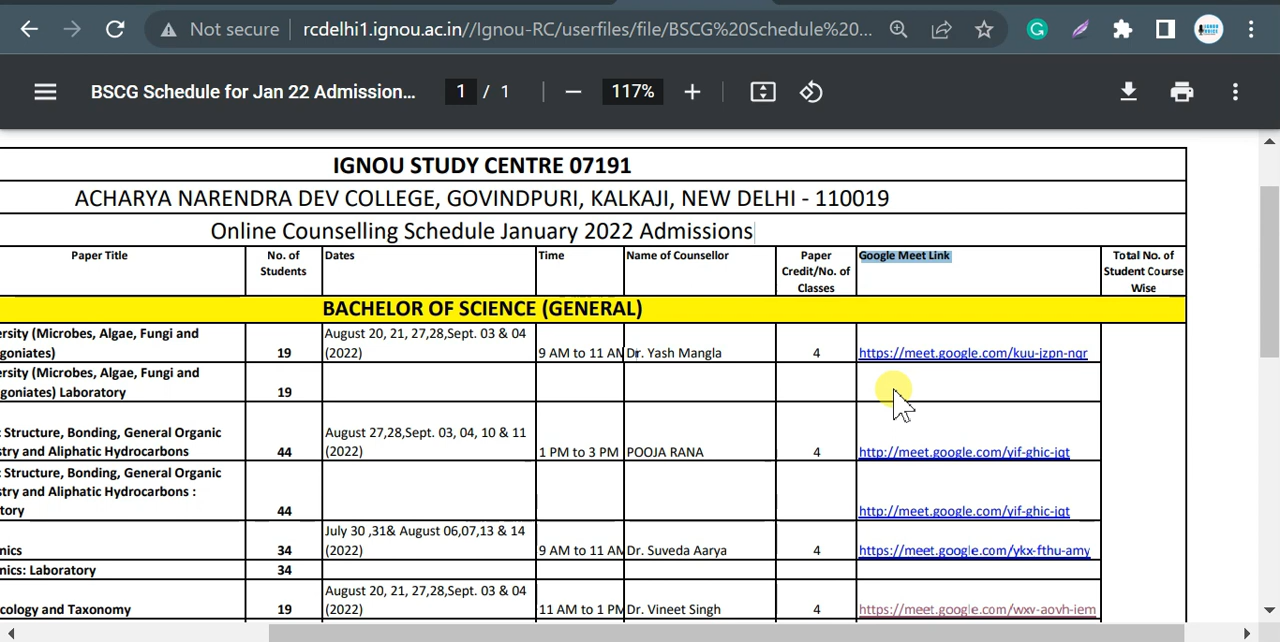 Not secure rcdelhi1.ignou.ac.in//Ignou-RC/userfiles/file/BSCG%20Schedule%20...
BSCG Schedule for Jan 22 Admission... 1 / 1 117%
IGNOU STUDY CENTRE 07191
ACHARYA NARENDRA DEV COLLEGE, GOVINDPURI, KALKAJI, NEW DELHI - 110019
Online Counselling Schedule January 2022 Admissions
Paper Title
No. of
Students
Dates
Time
Name of Counsellor
Paper
Credit/No. of
Classes
Google Meet Link
Total No. of
Student Course
Wise
BACHELOR OF SCIENCE (GENERAL)
ersity (Microbes, Algae, Fungi and
goniates)
19
August 20, 21, 27,28,Sept. 03 & 04
(2022)
9 AM to 11 AM
Dr. Yash Mangla
4
https://meet.google.com/kuu-jzpn-nqr
ersity (Microbes, Algae, Fungi and
goniates) Laboratory
19
: Structure, Bonding, General Organic
stry and Aliphatic Hydrocarbons
44
August 27,28,Sept. 03, 04, 10 & 11
(2022)
1 PM to 3 PM
POOJA RANA
4
http://meet.google.com/yif-ghic-jqt
: Structure, Bonding, General Organic
stry and Aliphatic Hydrocarbons :
tory
44
http://meet.google.com/yif-ghic-jqt
nics
34
July 30 ,31& August 06,07,13 & 14
(2022)
9 AM to 11 AM
Dr. Suveda Aarya
4
https://meet.google.com/ykx-fthu-amy
nics: Laboratory
34
cology and Taxonomy
19
August 20, 21, 27,28,Sept. 03 & 04
(2022)
11 AM to 1 PM
Dr. Vineet Singh
4
https://meet.google.com/wxv-aovh-iem